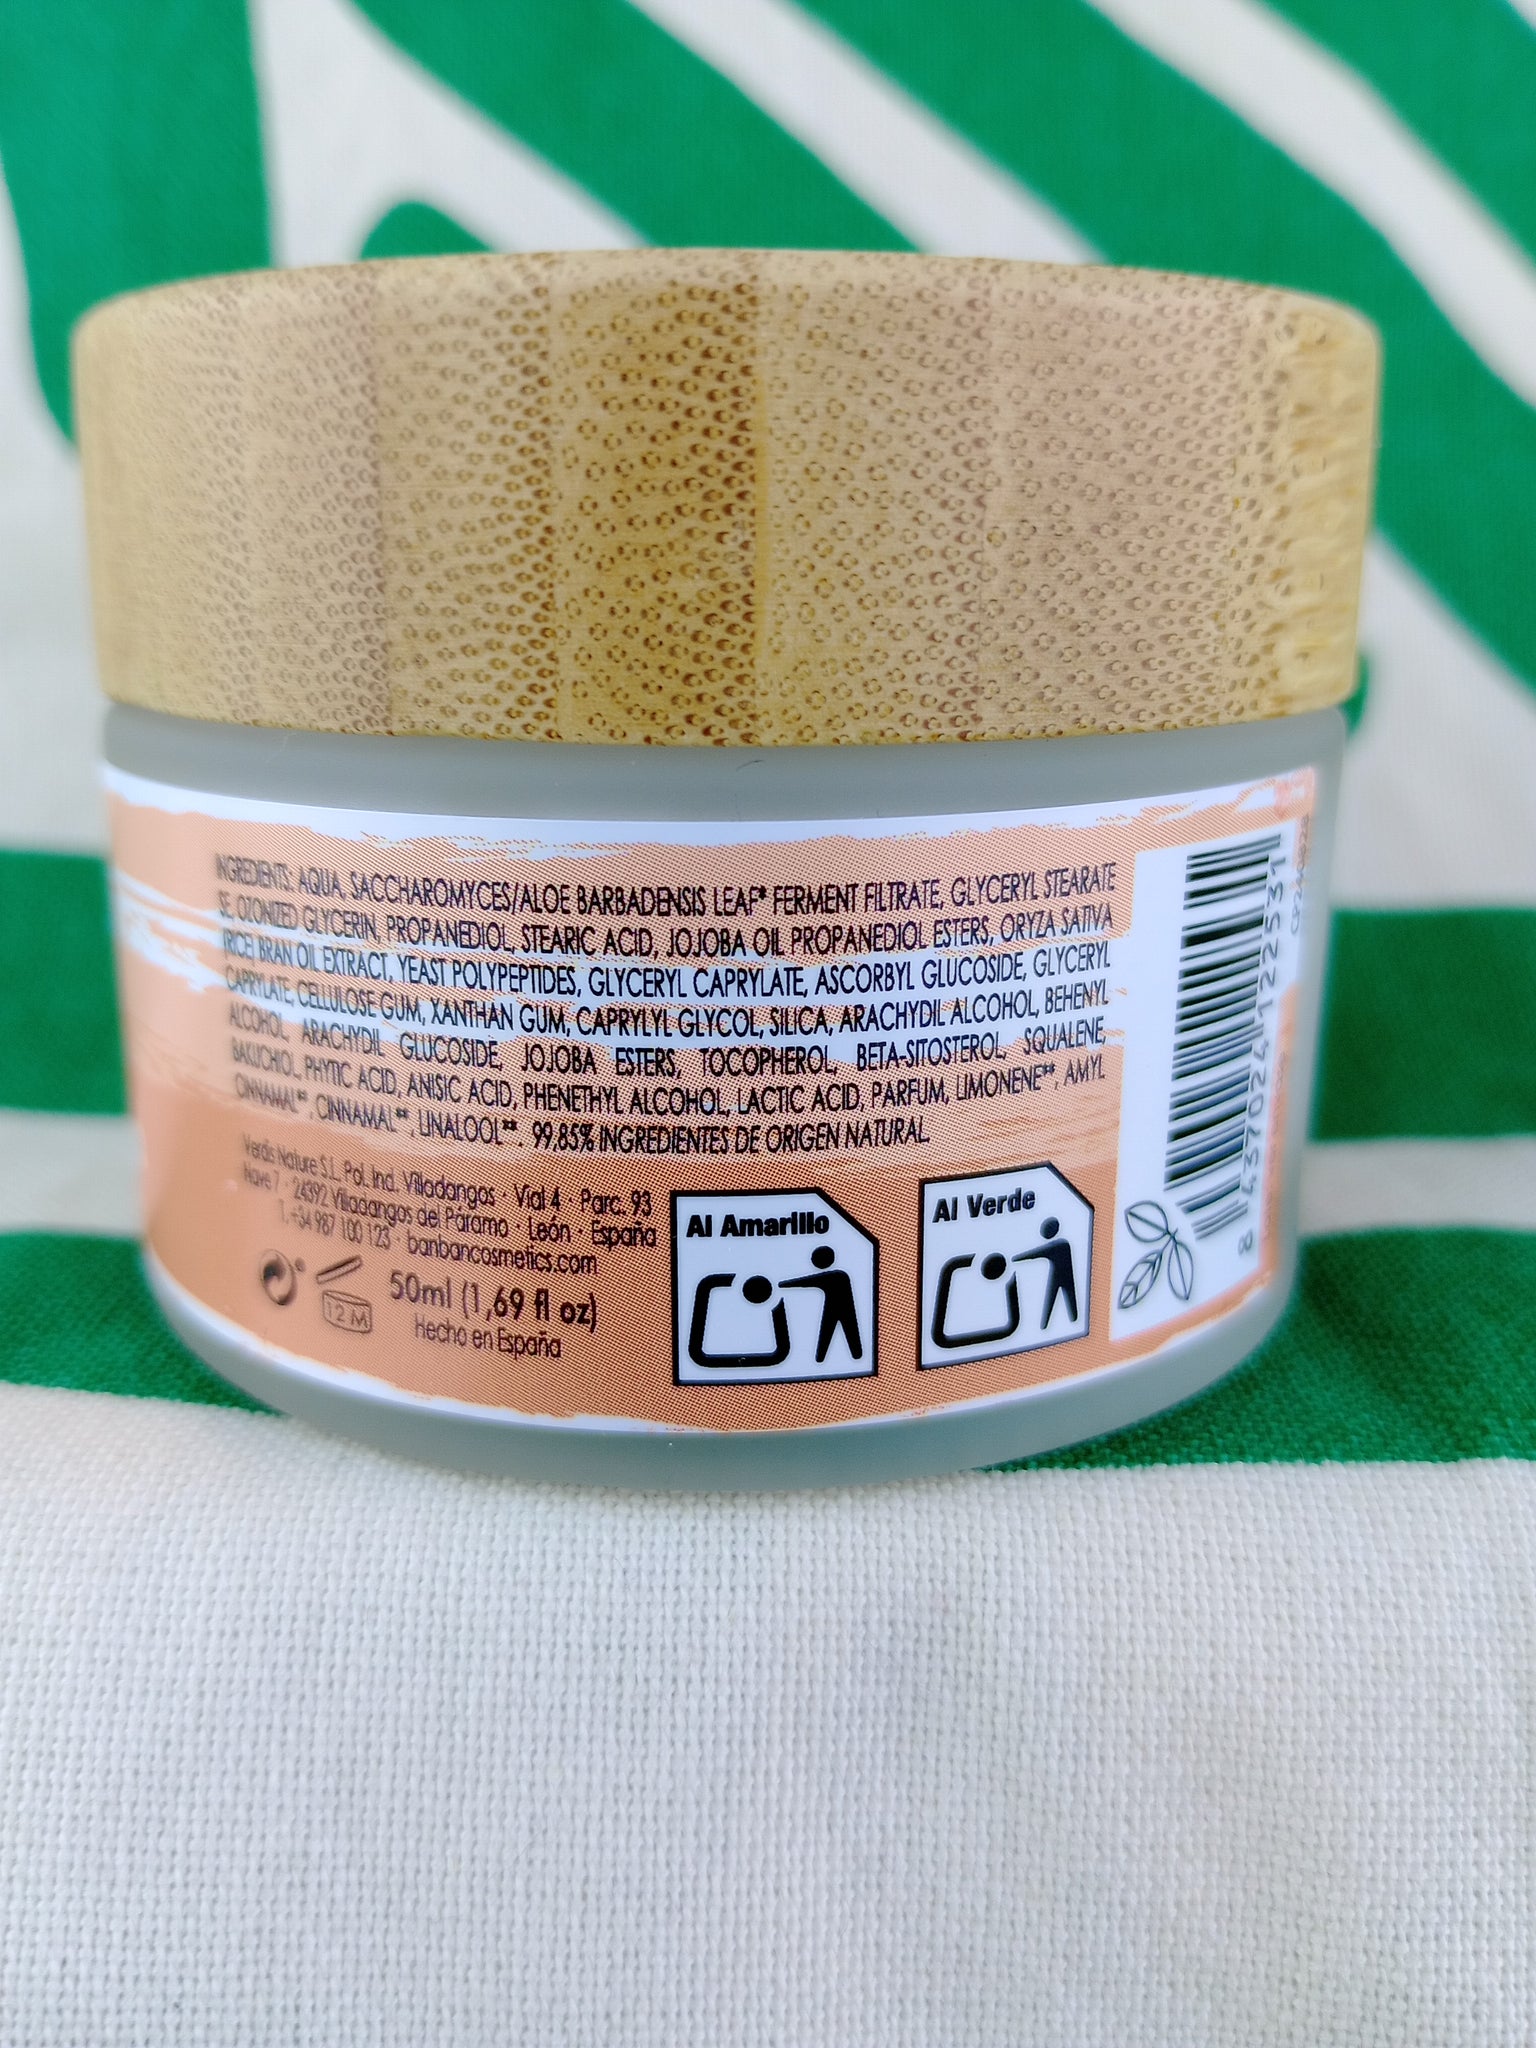 INGREDIENTS: AQUA, SACCHAROMYCES/ALOE BARBADENSIS LEAF* FERMENT FILTRATE, GLYCERYL STEARATE
SE, OZONIZED GLYCERIN, PROPANEDIOL, STEARIC ACID, JOJOBA OIL PROPANEDIOL ESTERS, ORYZA SATIVA
(RICE) BRAN OIL EXTRACT, YEAST POLYPEPTIDES, GLYCERYL CAPRYLATE, ASCORBYL GLUCOSIDE, GLYCERYL
CAPRYLATE, CELLULOSE GUM, XANTHAN GUM, CAPRYLYL GLYCOL, SILICA, ARACHYDIL ALCOHOL, BEHENYL
ALCOHOL, ARACHYDIL GLUCOSIDE, JOJOBA ESTERS, TOCOPHEROL, BETA-SITOSTEROL, SQUALENE,
BAKUCHOL, PHYTIC ACID, ANISIC ACID, PHENETHYL ALCOHOL, LACTIC ACID, PARFUM, LIMONENE**, AMYL
CINNAMAL**, CINNAMAL**, LINALOOL**. 99,85% INGREDIENTES DE ORIGEN NATURAL.
Verdis Nature S.L. Pol. Ind. Villadangos · Vial 4 · Parc. 93
Nave 7 · 24392 Villadangos del Páramo · León · España
T. +34 987 100 123 · banbancosmetics.com
12 M
50ml (1,69 fl oz)
Hecho en España
Al Amarillo
Al Verde
8 437024 122531